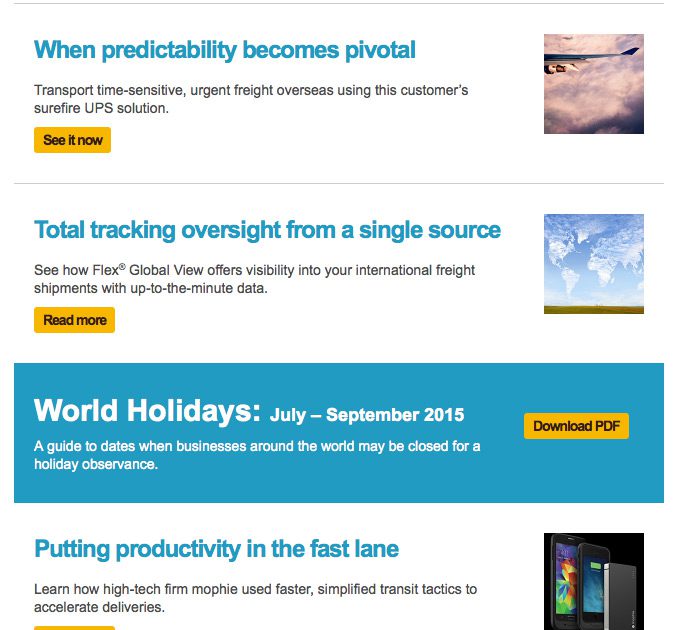 When predictability becomes pivotal
Transport time-sensitive, urgent freight overseas using this customer’s
surefire UPS solution.
See it now
Total tracking oversight from a single source
See how Flex® Global View offers visibility into your international freight
shipments with up-to-the-minute data.
Read more
World Holidays: July – September 2015
A guide to dates when businesses around the world may be closed for a
holiday observance.
Download PDF
Putting productivity in the fast lane
Learn how high-tech firm mophie used faster, simplified transit tactics to
accelerate deliveries.